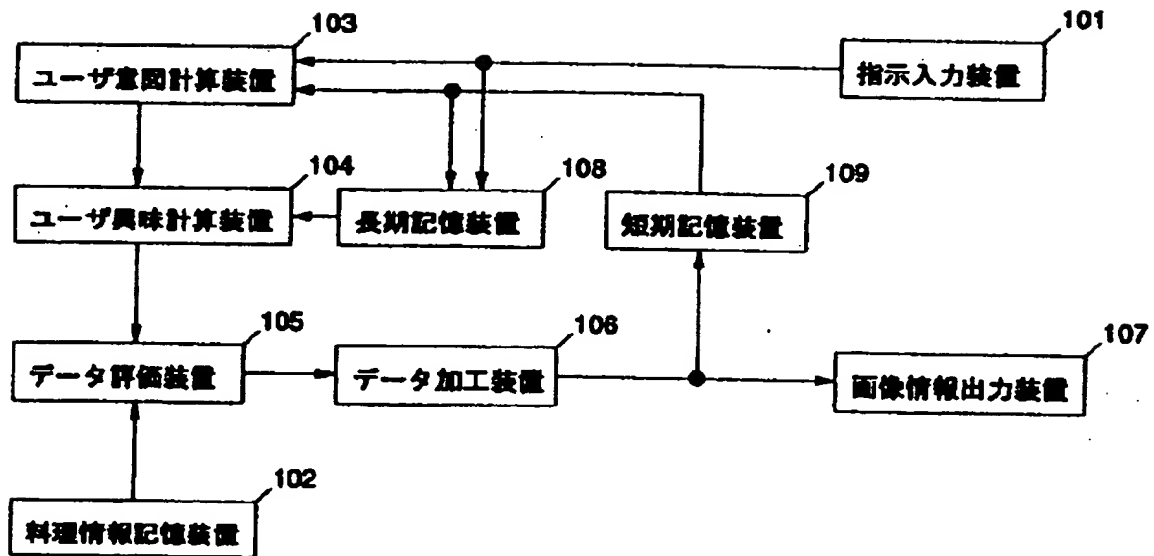 103
101
ユーザ意図計算装置
指示入力装置
104
108
109
ユーザ興味計算装置
長期記憶装置
短期記憶装置
105
106
107
データ評価装置
データ加工装置
画像情報出力装置
102
料理情報記憶装置